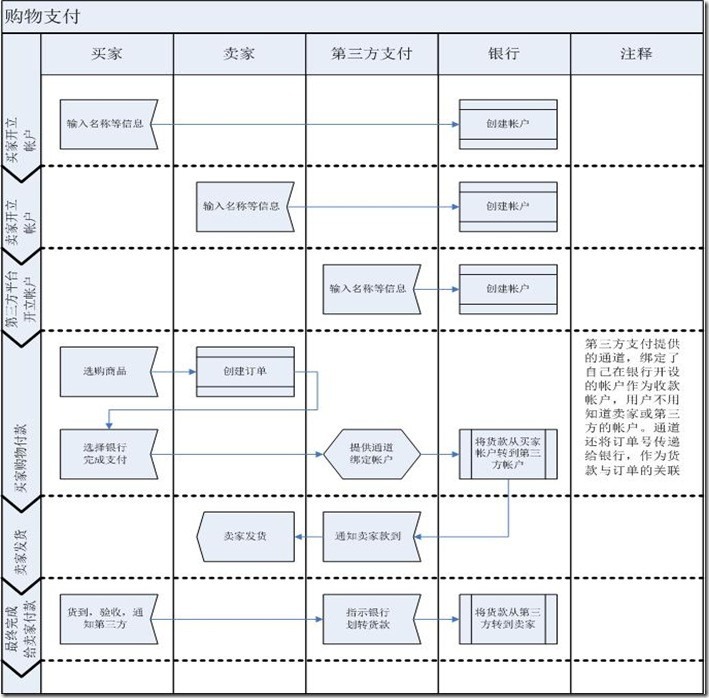 购物支付
买家
卖家
第三方支付
银行
注释
买家开立
帐户
输入名称等信息
创建帐户
卖家开立
帐户
输入名称等信息
创建帐户
第三方平台
开立帐户
输入名称等信息
创建帐户
买家购物付款
选购商品
创建订单
选择银行
完成支付
提供通道
绑定帐户
将货款从买家
帐户转到第三
方帐户
第三方支付提供
的通道，绑定了
自己在银行开设
的帐户作为收款
帐户，用户不用
知道卖家或第三
方的帐户。通道
还将订单号传递
给银行，作为货
款与订单的关联
卖家发货
卖家发货
通知卖家款到
最终完成
给卖家付款
货到，验收，通
知第三方
指示银行
划转货款
将货款从第三
方转到卖家